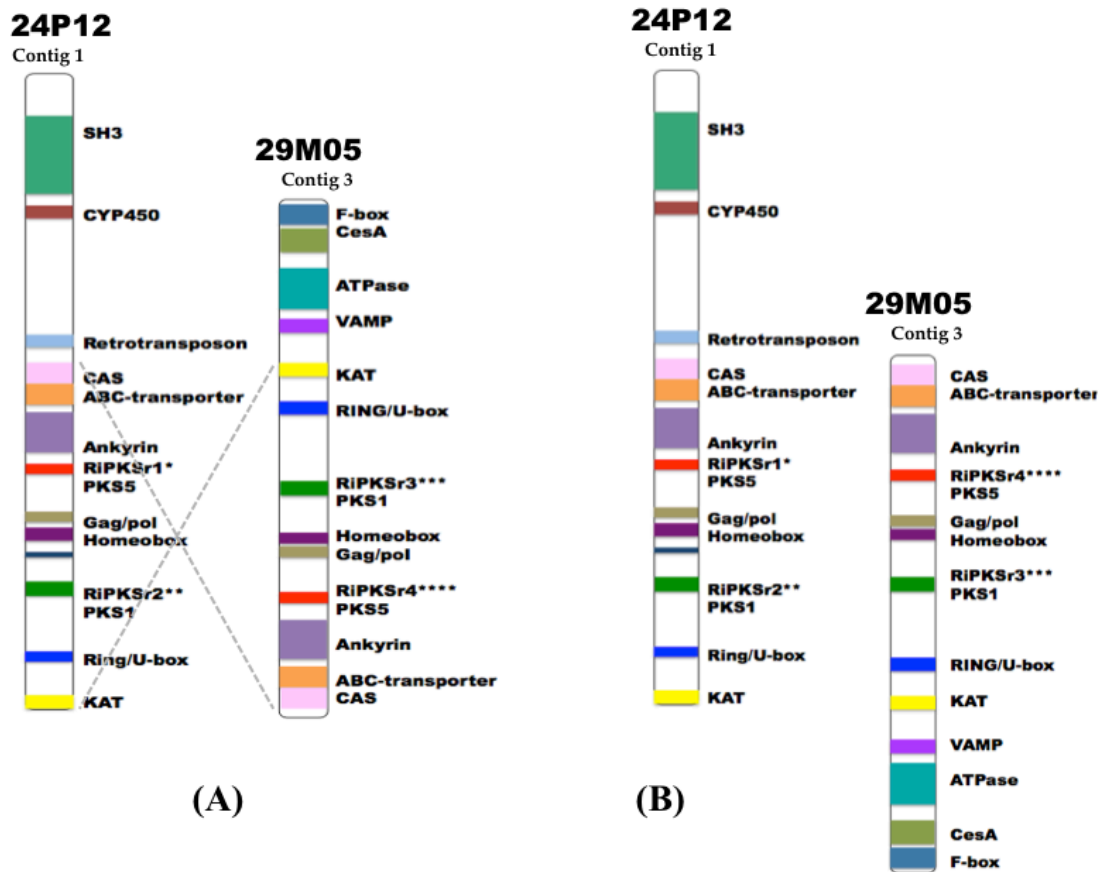 24P12
Contig 1
SH3
CYP450
Retrotransposon
CAS
ABC-transporter
Ankyrin
RiPKSr1*
PKS5
Gag/pol
Homeobox
RiPKSr2**
PKS1
Ring/U-box
KAT
29M05
Contig 3
F-box
CesA
ATPase
VAMP
KAT
RING/U-box
RiPKSr3***
PKS1
Homeobox
Gag/pol
RiPKSr4****
PKS5
Ankyrin
ABC-transporter
CAS
(A)
24P12
Contig 1
SH3
CYP450
Retrotransposon
CAS
ABC-transporter
Ankyrin
RiPKSr1*
PKS5
Gag/pol
Homeobox
RiPKSr2**
PKS1
Ring/U-box
KAT
29M05
Contig 3
CAS
ABC-transporter
Ankyrin
RiPKSr4****
PKS5
Gag/pol
Homeobox
RiPKSr3***
PKS1
RING/U-box
KAT
VAMP
ATPase
CesA
F-box
(B)